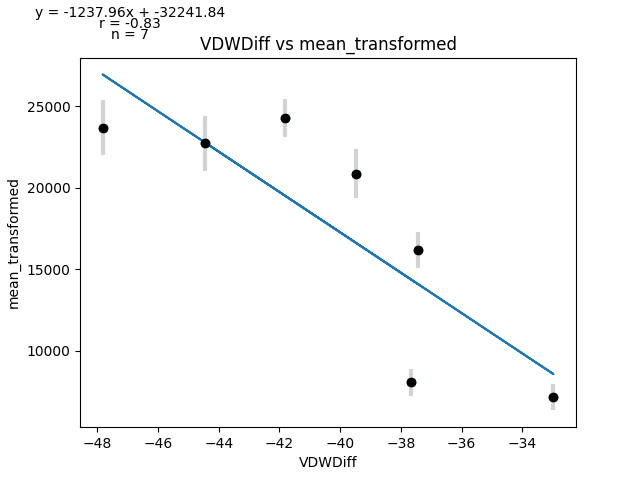 y = -1237.96x + -32241.84
r = -0.83
n = 7
VDWDiff vs mean_transformed
mean_transformed
25000
20000
15000
10000
−48 −46 −44 −42 −40 −38 −36 −34
VDWDiff